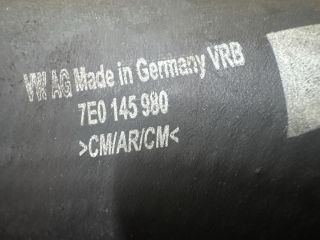 VW AG Made in Germany VRB
7E0 145 980
>CM/AR/CM<